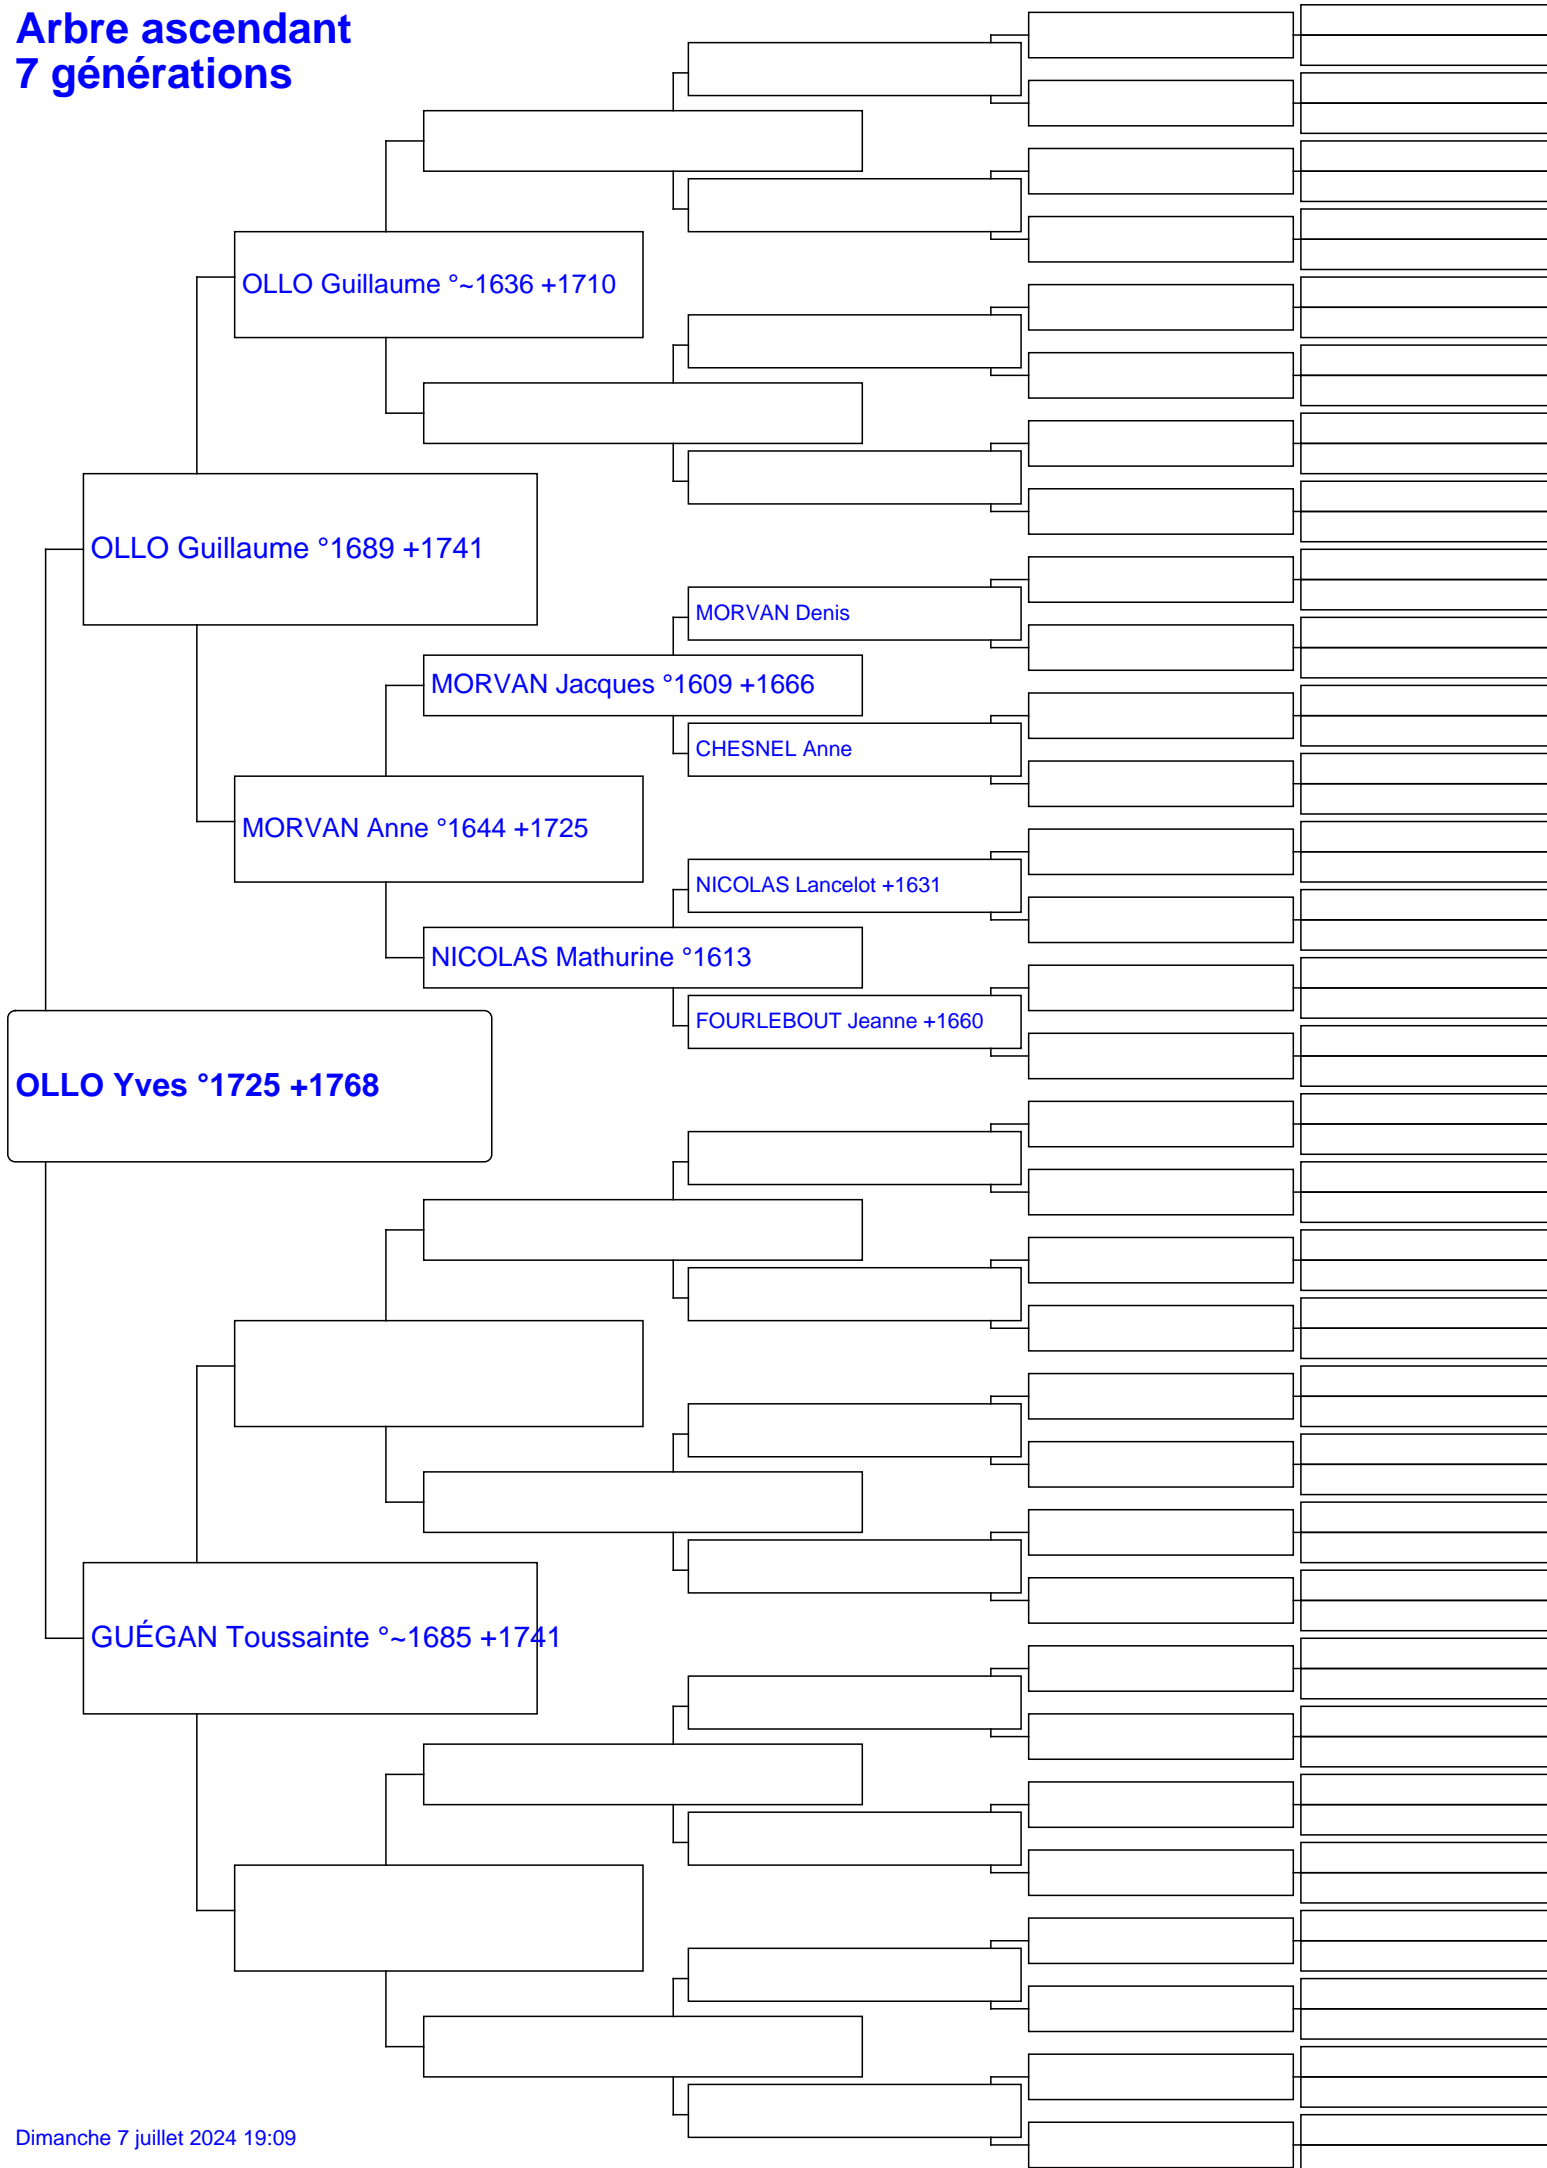 Arbre ascendant
7 générations
OLLO Guillaume °~1636 +1710
OLLO Guillaume °1689 +1741
MORVAN Denis
MORVAN Jacques °1609 +1666
CHESNEL Anne
MORVAN Anne °1644 +1725
NICOLAS Lancelot +1631
NICOLAS Mathurine °1613
FOURLEBOUT Jeanne +1660
OLLO Yves °1725 +1768
GUÉGAN Toussainte °~1685 +1741
Dimanche 7 juillet 2024 19:09